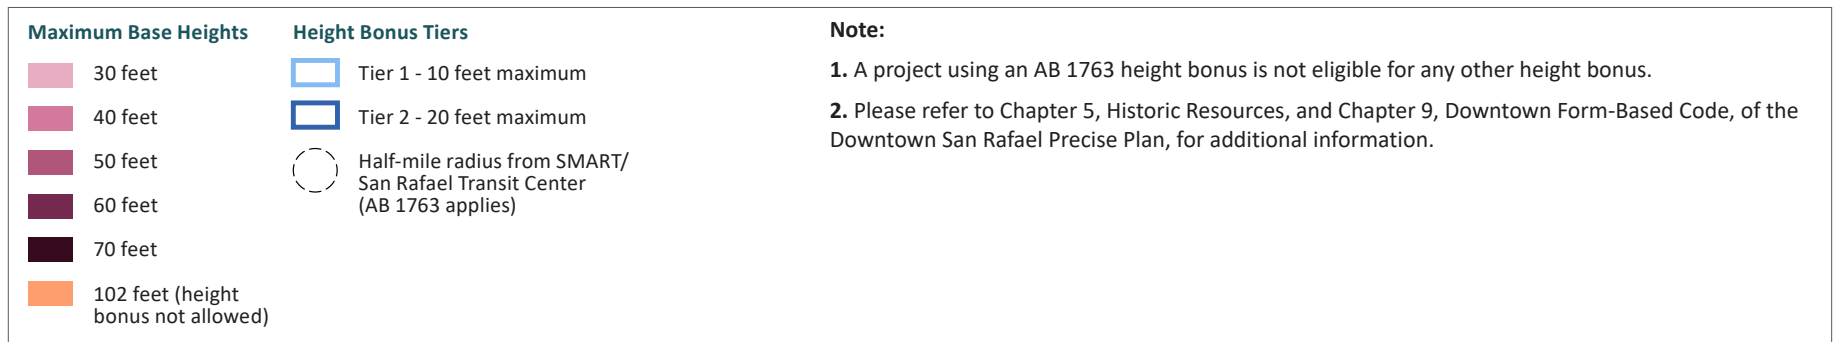 Maximum Base Heights
30 feet
40 feet
50 feet
60 feet
70 feet
102 feet (height
bonus not allowed)
Height Bonus Tiers
Tier 1 - 10 feet maximum
Tier 2 - 20 feet maximum
Half-mile radius from SMART/
San Rafael Transit Center
(AB 1763 applies)
Note:
1. A project using an AB 1763 height bonus is not eligible for any other height bonus.
2. Please refer to Chapter 5, Historic Resources, and Chapter 9, Downtown Form-Based Code, of the
Downtown San Rafael Precise Plan, for additional information.